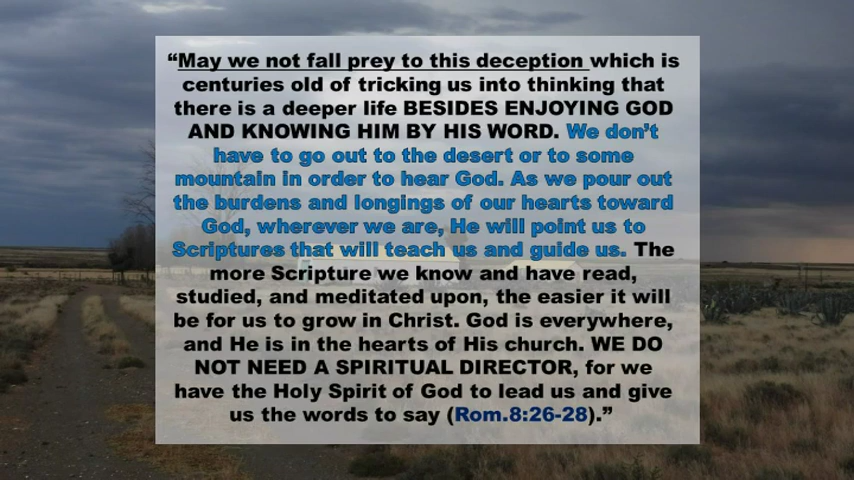 “May we not fall prey to this deception which is
centuries old of tricking us into thinking that
there is a deeper life BESIDES ENJOYING GOD
AND KNOWING HIM BY HIS WORD. We don’t
have to go out to the desert or to some
mountain in order to hear God. As we pour out
the burdens and longings of our hearts toward
God, wherever we are, He will point us to
Scriptures that will teach us and guide us. The
more Scripture we know and have read,
studied, and meditated upon, the easier it will
be for us to grow in Christ. God is everywhere,
and He is in the hearts of His church. WE DO
NOT NEED A SPIRITUAL DIRECTOR, for we
have the Holy Spirit of God to lead us and give
us the words to say (Rom.8:26-28).”